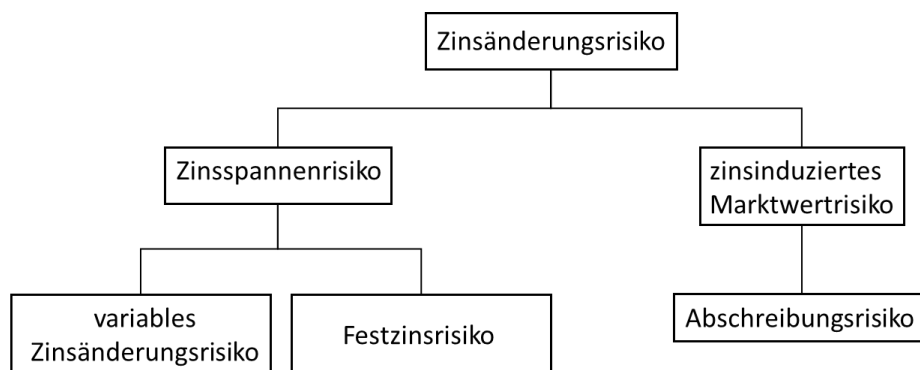 Zinsänderungsrisiko
Zinsspannenrisiko
zinsinduziertes
Marktwertrisiko
variables
Zinsänderungsrisiko
Festzinsrisiko
Abschreibungsrisiko